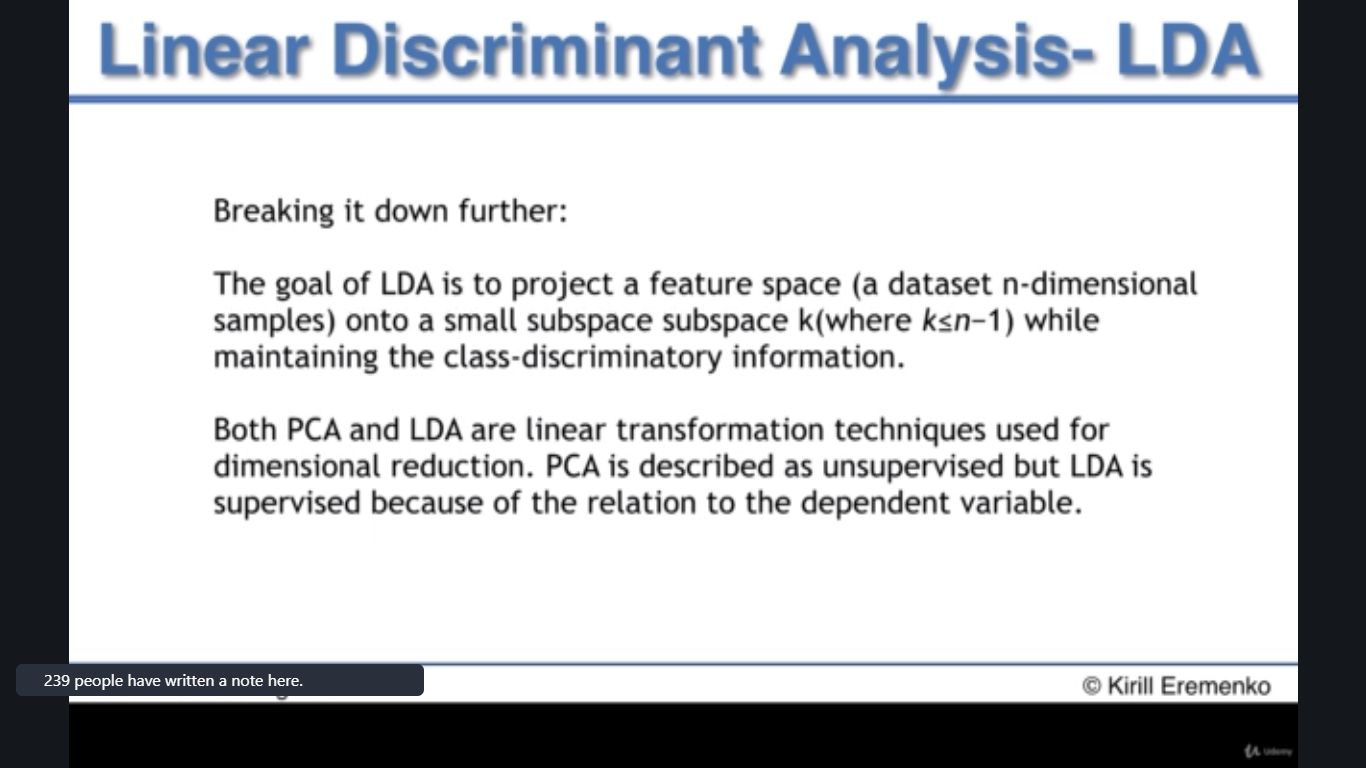 Linear Discriminant Analysis- LDA
Breaking it down further:
The goal of LDA is to project a feature space (a dataset n-dimensional
samples) onto a small subspace subspace k(where k≤n−1) while
maintaining the class-discriminatory information.
Both PCA and LDA are linear transformation techniques used for
dimensional reduction. PCA is described as unsupervised but LDA is
supervised because of the relation to the dependent variable.
239 people have written a note here.
© Kirill Eremenko
Udemy